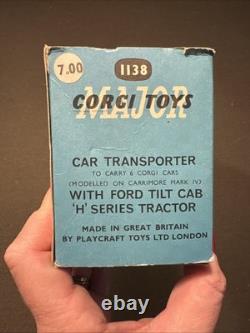 7.00
1138
CORGI TOYS
MAJOR
CAR TRANSPORTER
TO CARRY 6 CORGI CARS
(MODELLED ON CARRIMORE MARK IV)
WITH FORD TILT CAB
'H' SERIES TRACTOR
MADE IN GREAT BRITAIN
BY PLAYCRAFT TOYS LTD LONDON